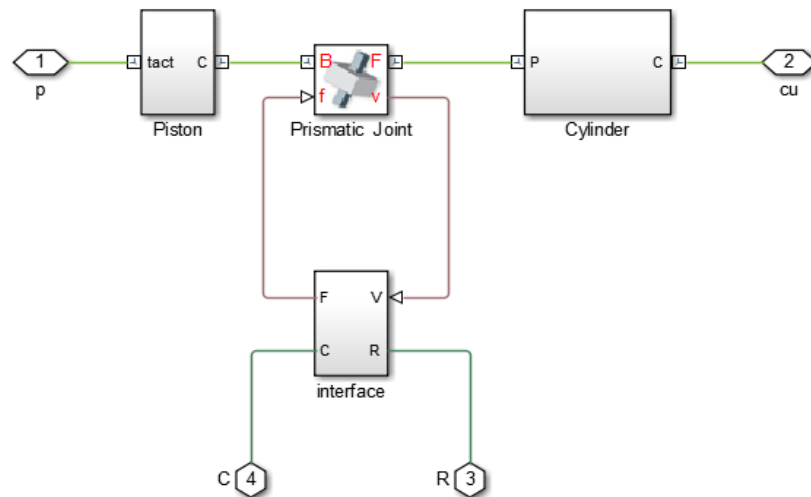 1
p
tact C
Piston
B F
f v
Prismatic Joint
P C
Cylinder
2
cu
F V
C R
interface
C 4
R 3